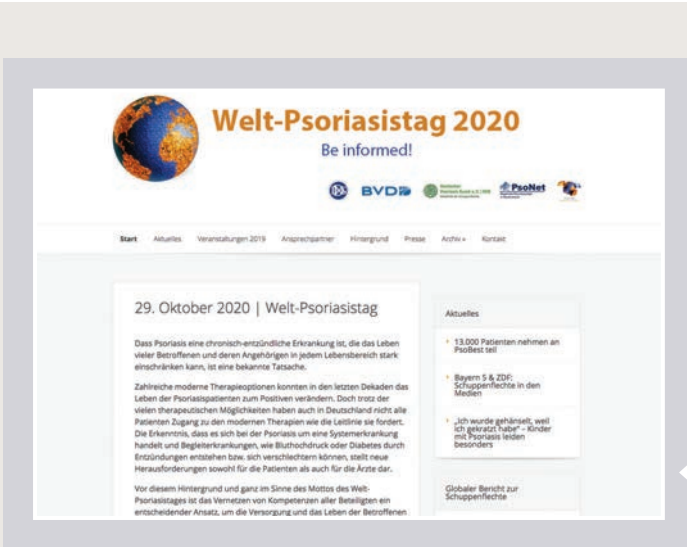 Welt-Psoriasistag 2020
Be informed!
BVDD
PsoNet
Start Aktuelles Veranstaltungen 2019 Ansprechpartner Hintergrund Presse Archiv Kontakt
29. Oktober 2020 | Welt-Psoriasistag
Dass Psoriasis eine chronisch-entzündliche Erkrankung ist, die das Leben
vieler Betroffenen und deren Angehörigen in jedem Lebensbereich stark
einschränken kann, ist eine bekannte Tatsache.
Zahlreiche moderne Therapieoptionen konnten in den letzten Dekaden das
Leben der Psoriasispatienten zum Positiven verändern. Doch trotz der
vielen therapeutischen Möglichkeiten haben auch in Deutschland nicht alle
Patienten Zugang zu den modernen Therapien wie die Leitlinie sie fordert.
Die Erkenntnis, dass es sich bei der Psoriasis um eine Systemerkrankung
handelt und Begleiterkrankungen, wie Bluthochdruck oder Diabetes durch
Entzündungen entstehen bzw. sich verschlechtern können, stellt neue
Herausforderungen sowohl für die Patienten als auch für die Ärzte dar.
Vor diesem Hintergrund und ganz im Sinne des Mottos des Welt-
Psoriasistages ist das Vernetzen von Kompetenzen aller Beteiligten ein
entscheidender Ansatz, um die Versorgung und das Leben der Betroffenen
Aktuelles
13.000 Patienten nehmen an
PsoBest teil
Bayern 5 & ZDF:
Schuppenflechte in den
Medien
„Ich wurde gehänselt, weil
ich gekratzt habe“ – Kinder
mit Psoriasis leiden
besonders
Globaler Bericht zur
Schuppenflechte